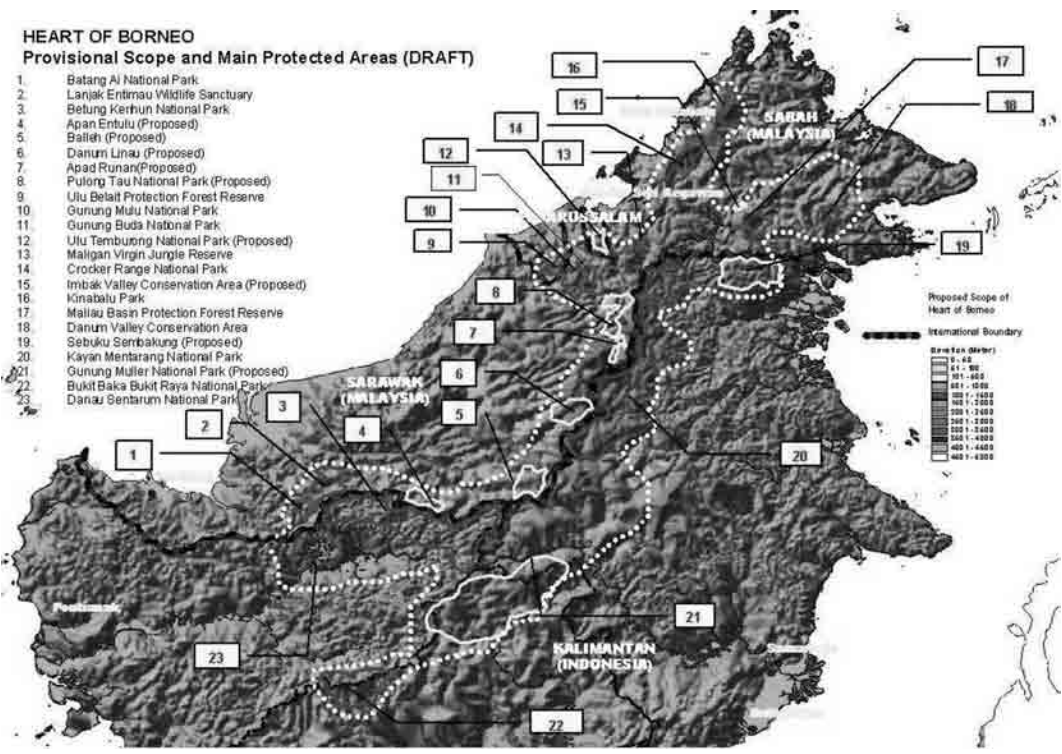 HEART OF BORNEO
Provisional Scope and Main Protected Areas (DRAFT)
1. Batang Ai National Park
2. Lanjak Entimau Wildlife Sanctuary
3. Betung Kerihun National Park
4. Apan Entulu (Proposed)
5. Balleh (Proposed)
6. Danum Linau (Proposed)
7. Apad Runan(Proposed)
8. Pulong Tau National Park (Proposed)
9. Ulu Belait Protection Forest Reserve
10. Gunung Mulu National Park
11. Gunung Buda National Park
12. Ulu Temburong National Park (Proposed)
13. Maligan Virgin Jungle Reserve
14. Crocker Range National Park
15. Imbak Valley Conservation Area (Proposed)
16. Kinabalu Park
17. Maliau Basin Protection Forest Reserve
18. Danum Valley Conservation Area
19. Sebuku Sembakung (Proposed)
20. Kayan Mentarang National Park
21. Gunung Muller National Park (Proposed)
22. Bukit Baka Bukit Raya National Park
23. Danau Sentarum National Park
16
17
15
SABAH
(MALAYSIA)
18
14
12
13
11
10
ARUSSALAM
9
19
8
Proposed Scope of
Heart of Borneo
7
International Boundary
Elevation (Meter)
6
SARAWAK
(MALAYSIA)
3
2
4
5
1
20
Pontianak
21
23
KALIMANTAN
(INDONESIA)
22